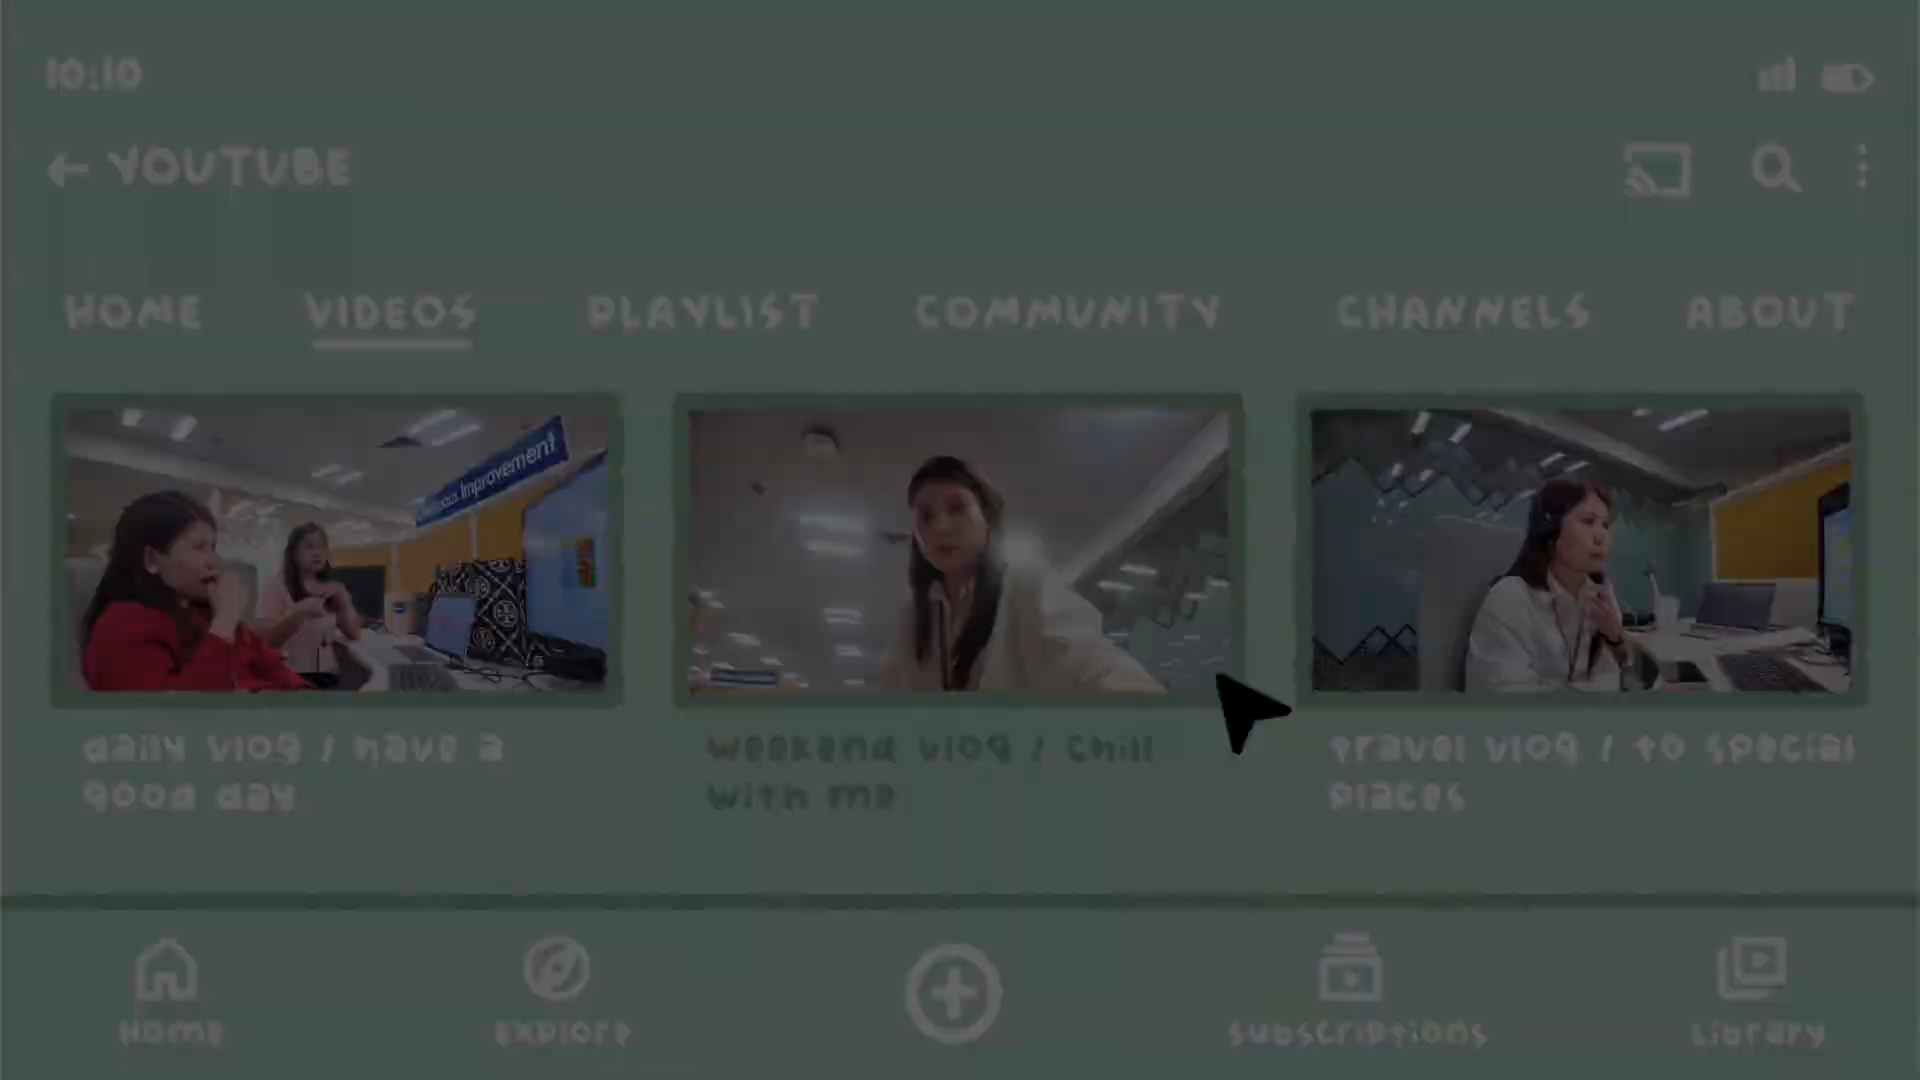 10:10
← YOUTUBE
HOME VIDEOS PLAYLIST COMMUNITY CHANNELS ABOUT
Improvement
daily vlog / have a
good day
weekend vlog / chill
with me
travel vlog / to special
places
Home Explore Subscriptions Library